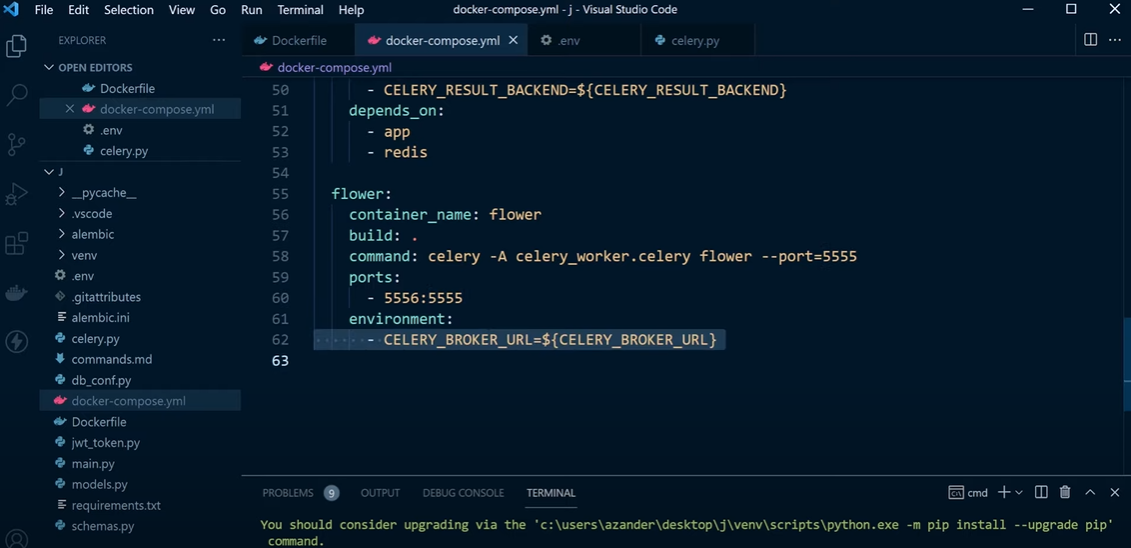 File Edit Selection View Go Run Terminal Help
docker-compose.yml - j - Visual Studio Code
EXPLORER
OPEN EDITORS
Dockerfile
docker-compose.yml
.env
celery.py
J
__pycache__
.vscode
alembic
venv
.env
.gitattributes
alembic.ini
celery.py
commands.md
db_conf.py
docker-compose.yml
Dockerfile
jwt_token.py
main.py
models.py
requirements.txt
schemas.py
Dockerfile docker-compose.yml .env celery.py
docker-compose.yml
50 - CELERY_RESULT_BACKEND=${CELERY_RESULT_BACKEND}
51 depends_on:
52 - app
53 - redis
54
55 flower:
56 container_name: flower
57 build: .
58 command: celery -A celery_worker.celery flower --port=5555
59 ports:
60 - 5556:5555
61 environment:
62 - CELERY_BROKER_URL=${CELERY_BROKER_URL}
63
PROBLEMS 9 OUTPUT DEBUG CONSOLE TERMINAL cmd
You should consider upgrading via the 'c:\users\azander\desktop\j\venv\scripts\python.exe -m pip install --upgrade pip'
command.